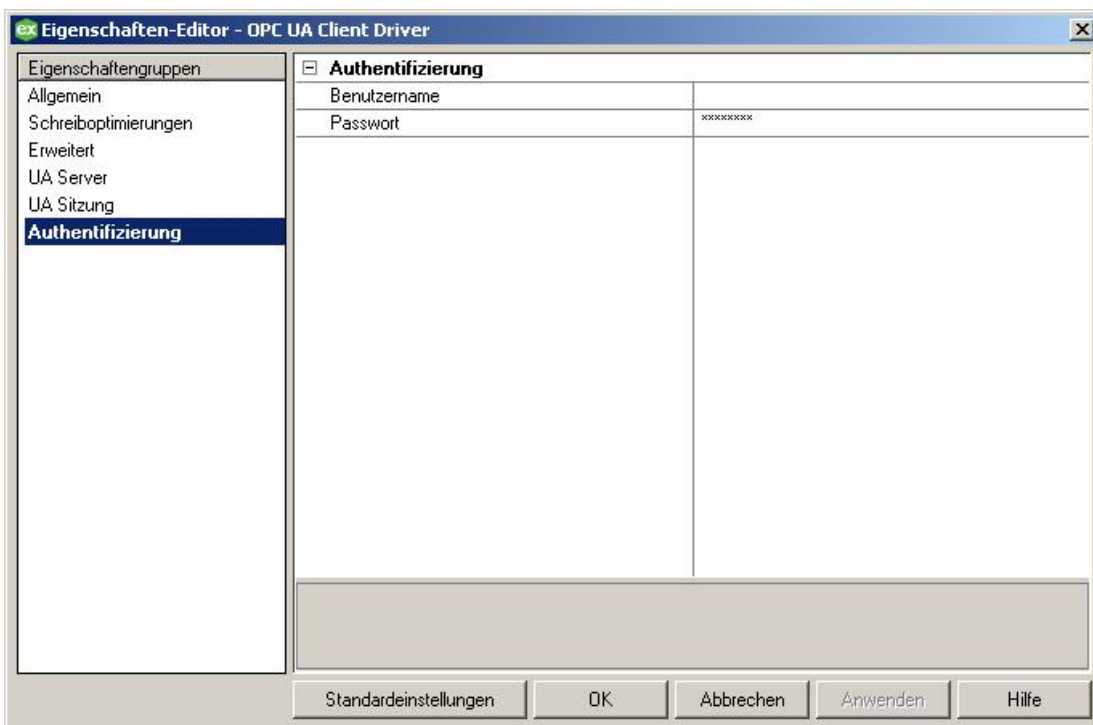 ex Eigenschaften-Editor - OPC UA Client Driver
Eigenschaftengruppen
Allgemein
Schreiboptimierungen
Erweitert
UA Server
UA Sitzung
Authentifizierung
Authentifizierung
Benutzername
Passwort ********
Standardeinstellungen OK Abbrechen Anwenden Hilfe